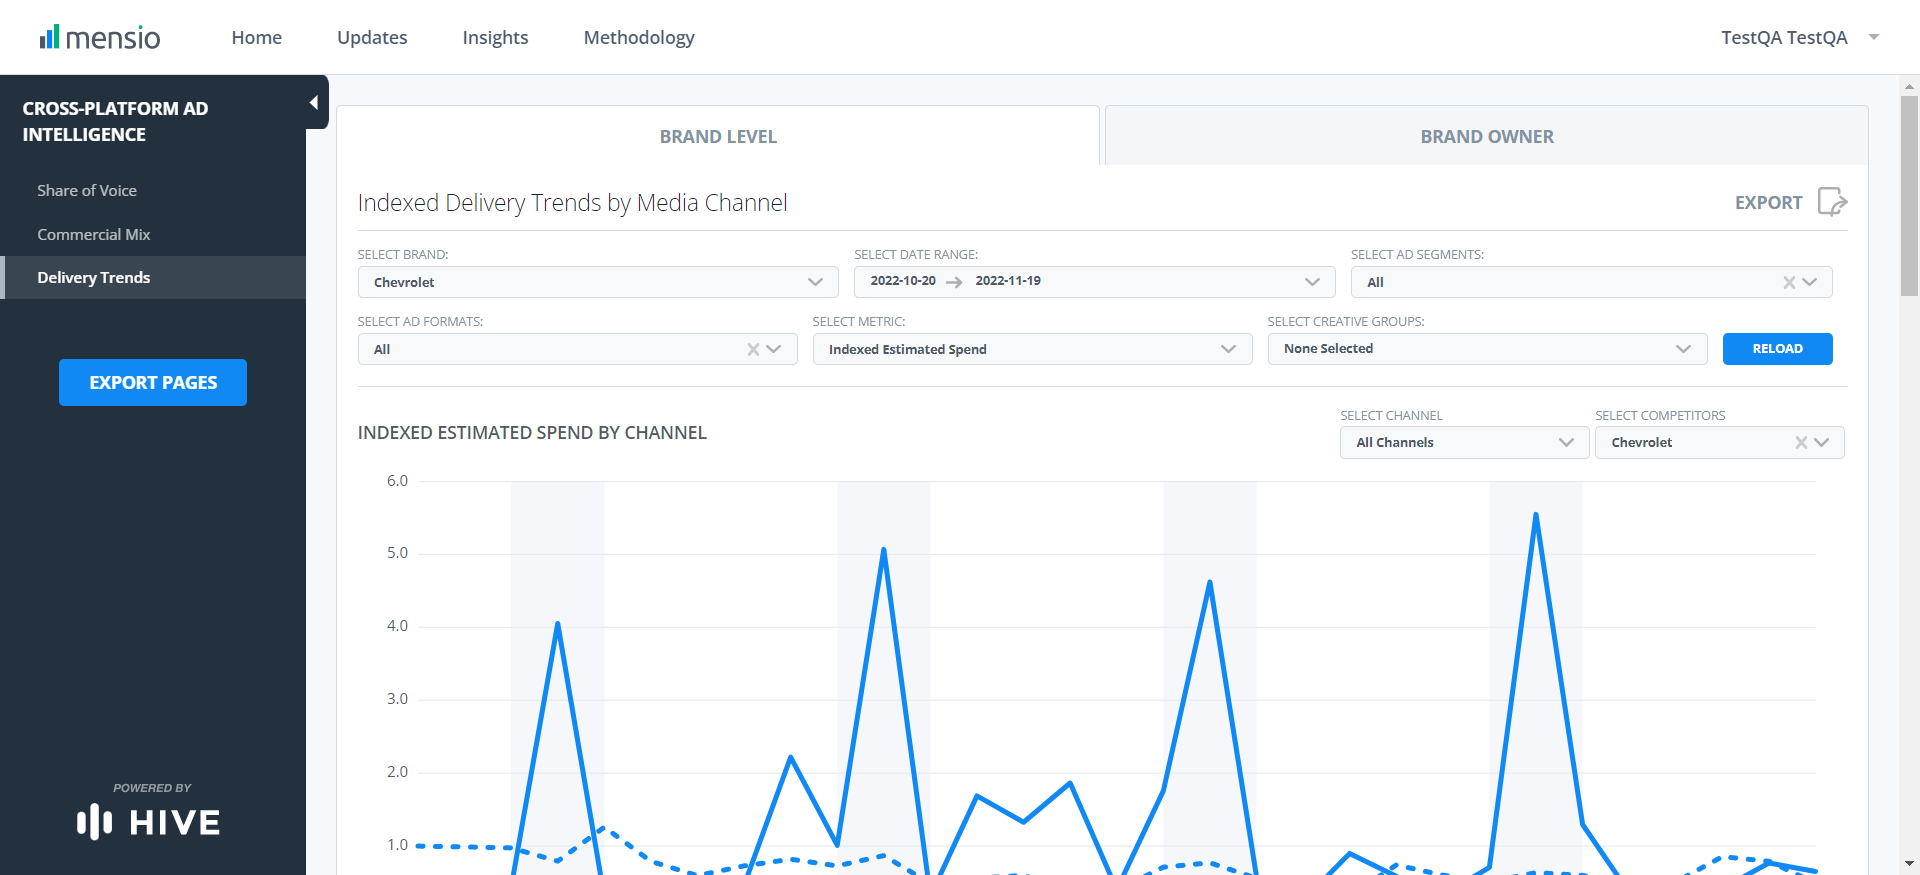 mensio
Home Updates Insights Methodology TestQA TestQA
CROSS-PLATFORM AD
INTELLIGENCE
Share of Voice
Commercial Mix
Delivery Trends
EXPORT PAGES
POWERED BY
HIVE
BRAND LEVEL BRAND OWNER
Indexed Delivery Trends by Media Channel EXPORT
SELECT BRAND: SELECT DATE RANGE: SELECT AD SEGMENTS:
Chevrolet 2022-10-20 2022-11-19 All
SELECT AD FORMATS: SELECT METRIC: SELECT CREATIVE GROUPS:
All Indexed Estimated Spend None Selected RELOAD
SELECT CHANNEL SELECT COMPETITORS
INDEXED ESTIMATED SPEND BY CHANNEL All Channels Chevrolet
6.0
5.0
4.0
3.0
2.0
1.0